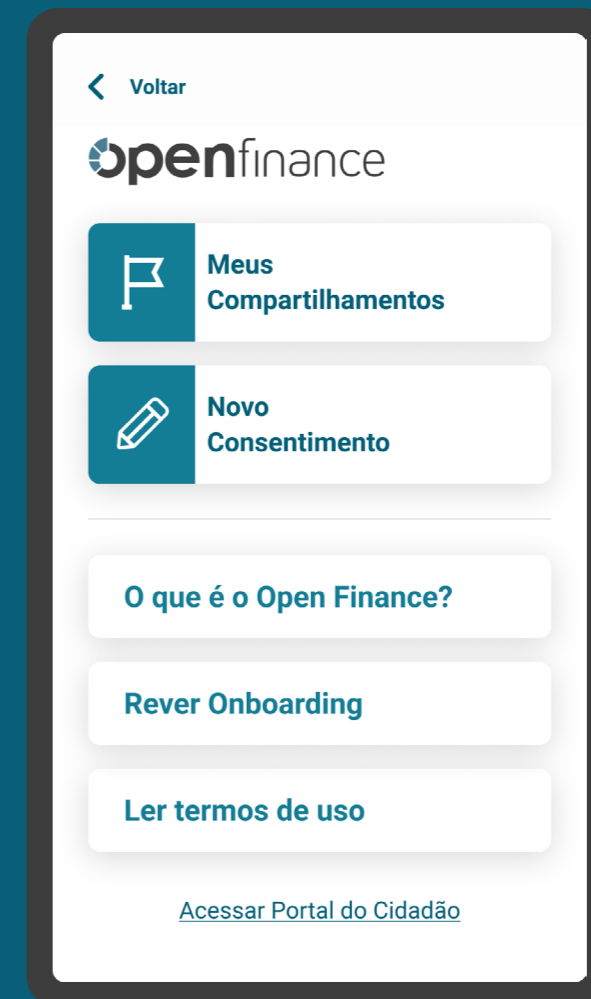 Voltar
openfinance
Meus
Compartilhamentos
Novo
Consentimento
O que é o Open Finance?
Rever Onboarding
Ler termos de uso
Acessar Portal do Cidadão